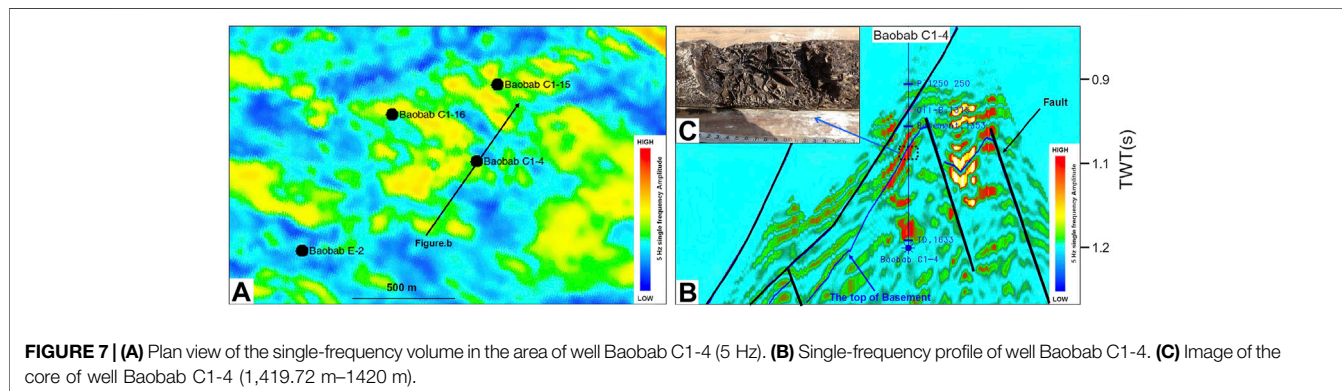 Baobab C1-15
Baobab C1-16
Baobab C1-4
Figure.b
Baobab E-2
500 m
HIGH
5 Hz single frequency Amplitude
LOW
A
Baobab C1-4
C
Fault
TD,1633
Baobab C1-4
The top of Basement
HIGH
5 Hz single frequency Amplitude
LOW
B
0.9
1.1
1.2
TWT(s)
FIGURE 7 | (A) Plan view of the single-frequency volume in the area of well Baobab C1-4 (5 Hz). (B) Single-frequency profile of well Baobab C1-4. (C) Image of the
core of well Baobab C1-4 (1,419.72 m–1420 m).